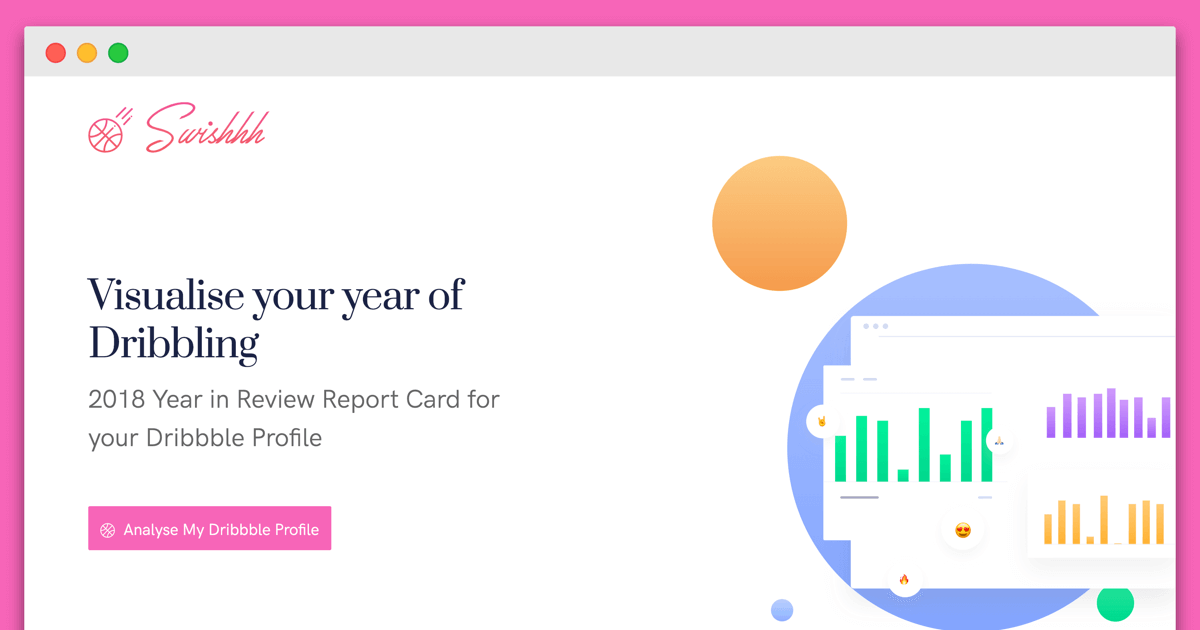 Swishhh
Visualise your year of
Dribbling
2018 Year in Review Report Card for
your Dribbble Profile
Analyse My Dribbble Profile